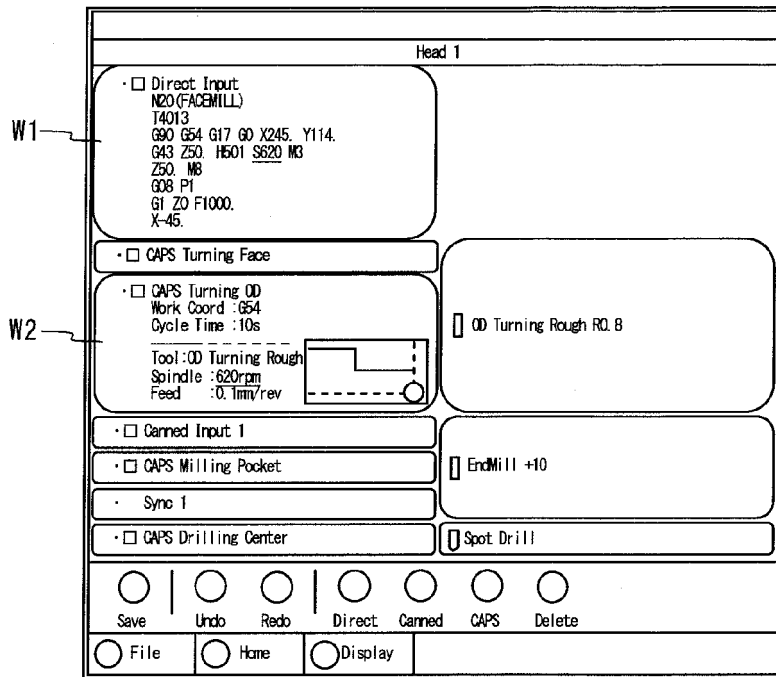 Head 1
W1
· □ Direct Input
N20(FACEMILL)
T4013
G90 G54 G17 G0 X245. Y114.
G43 Z50. H501 S620 M3
Z50. M8
G08 P1
G1 Z0 F1000.
X-45.
· □ CAPS Turning Face
W2
· □ CAPS Turning OD
Work Coord :G54
Cycle Time :10s
Tool:OD Turning Rough
Spindle :620rpm
Feed :0.1mm/rev
OD Turning Rough R0.8
· □ Canned Input 1
· □ CAPS Milling Pocket
EndMill +10
· Sync 1
· □ CAPS Drilling Center
Spot Drill
Save Undo Redo Direct Canned CAPS Delete
File Home Display